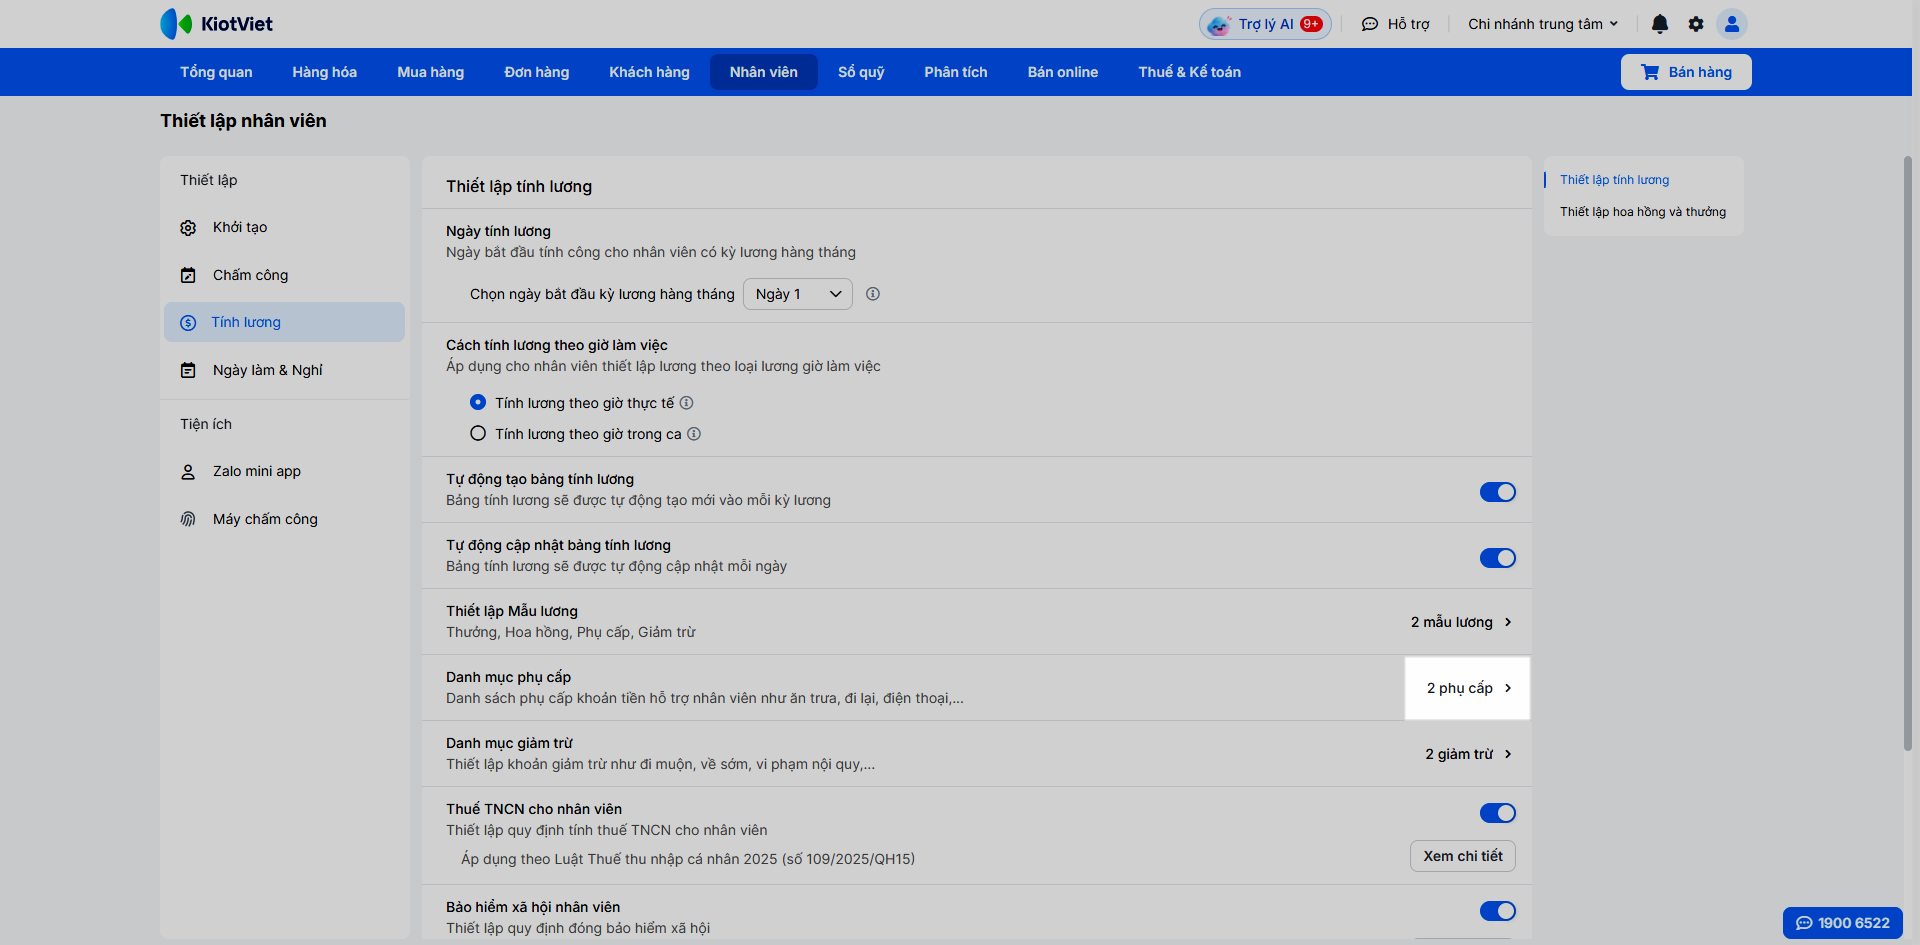 KiotViet
Trợ lý AI 9+
Hỗ trợ
Chi nhánh trung tâm
Tổng quan
Hàng hóa
Mua hàng
Đơn hàng
Khách hàng
Nhân viên
Sổ quỹ
Phân tích
Bán online
Thuế & Kế toán
Bán hàng
Thiết lập nhân viên
Thiết lập
Khởi tạo
Chấm công
Tính lương
Ngày làm & Nghỉ
Tiện ích
Zalo mini app
Máy chấm công
Thiết lập tính lương
Ngày tính lương
Ngày bắt đầu tính công cho nhân viên có kỳ lương hàng tháng
Chọn ngày bắt đầu kỳ lương hàng tháng
Ngày 1
Cách tính lương theo giờ làm việc
Áp dụng cho nhân viên thiết lập lương theo loại lương giờ làm việc
Tính lương theo giờ thực tế
Tính lương theo giờ trong ca
Tự động tạo bảng tính lương
Bảng tính lương sẽ được tự động tạo mới vào mỗi kỳ lương
Tự động cập nhật bảng tính lương
Bảng tính lương sẽ được tự động cập nhật mỗi ngày
Thiết lập Mẫu lương
Thưởng, Hoa hồng, Phụ cấp, Giảm trừ
2 mẫu lương
Danh mục phụ cấp
Danh sách phụ cấp khoản tiền hỗ trợ nhân viên như ăn trưa, đi lại, điện thoại,...
2 phụ cấp
Danh mục giảm trừ
Thiết lập khoản giảm trừ như đi muộn, về sớm, vi phạm nội quy,...
2 giảm trừ
Thuế TNCN cho nhân viên
Thiết lập quy định tính thuế TNCN cho nhân viên
Áp dụng theo Luật Thuế thu nhập cá nhân 2025 (số 109/2025/QH15)
Xem chi tiết
Bảo hiểm xã hội nhân viên
Thiết lập quy định đóng bảo hiểm xã hội
Thiết lập tính lương
Thiết lập hoa hồng và thưởng
1900 6522